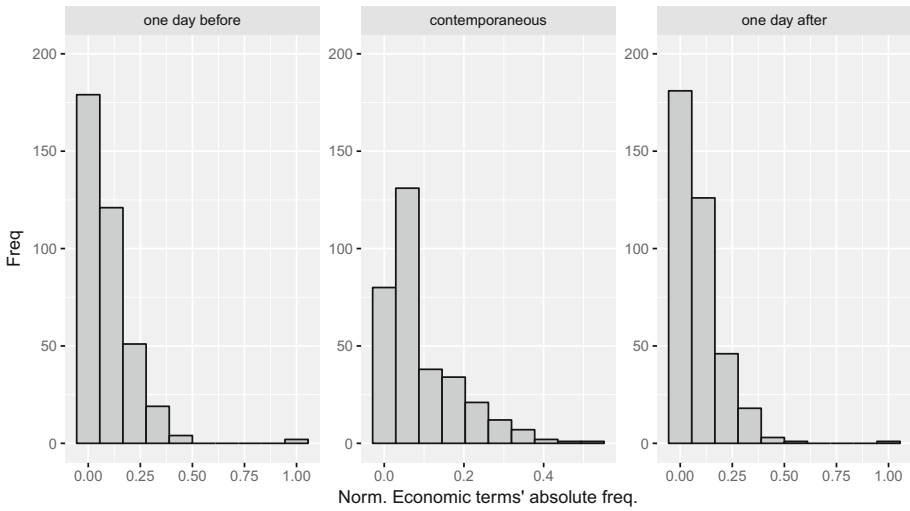 one day before
contemporaneous
one day after
200
150
100
50
0
200
150
100
50
0
200
150
100
50
0
Freq
0.00 0.25 0.50 0.75 1.00
0.0 0.2 0.4
0.00 0.25 0.50 0.75 1.00
Norm. Economic terms' absolute freq.